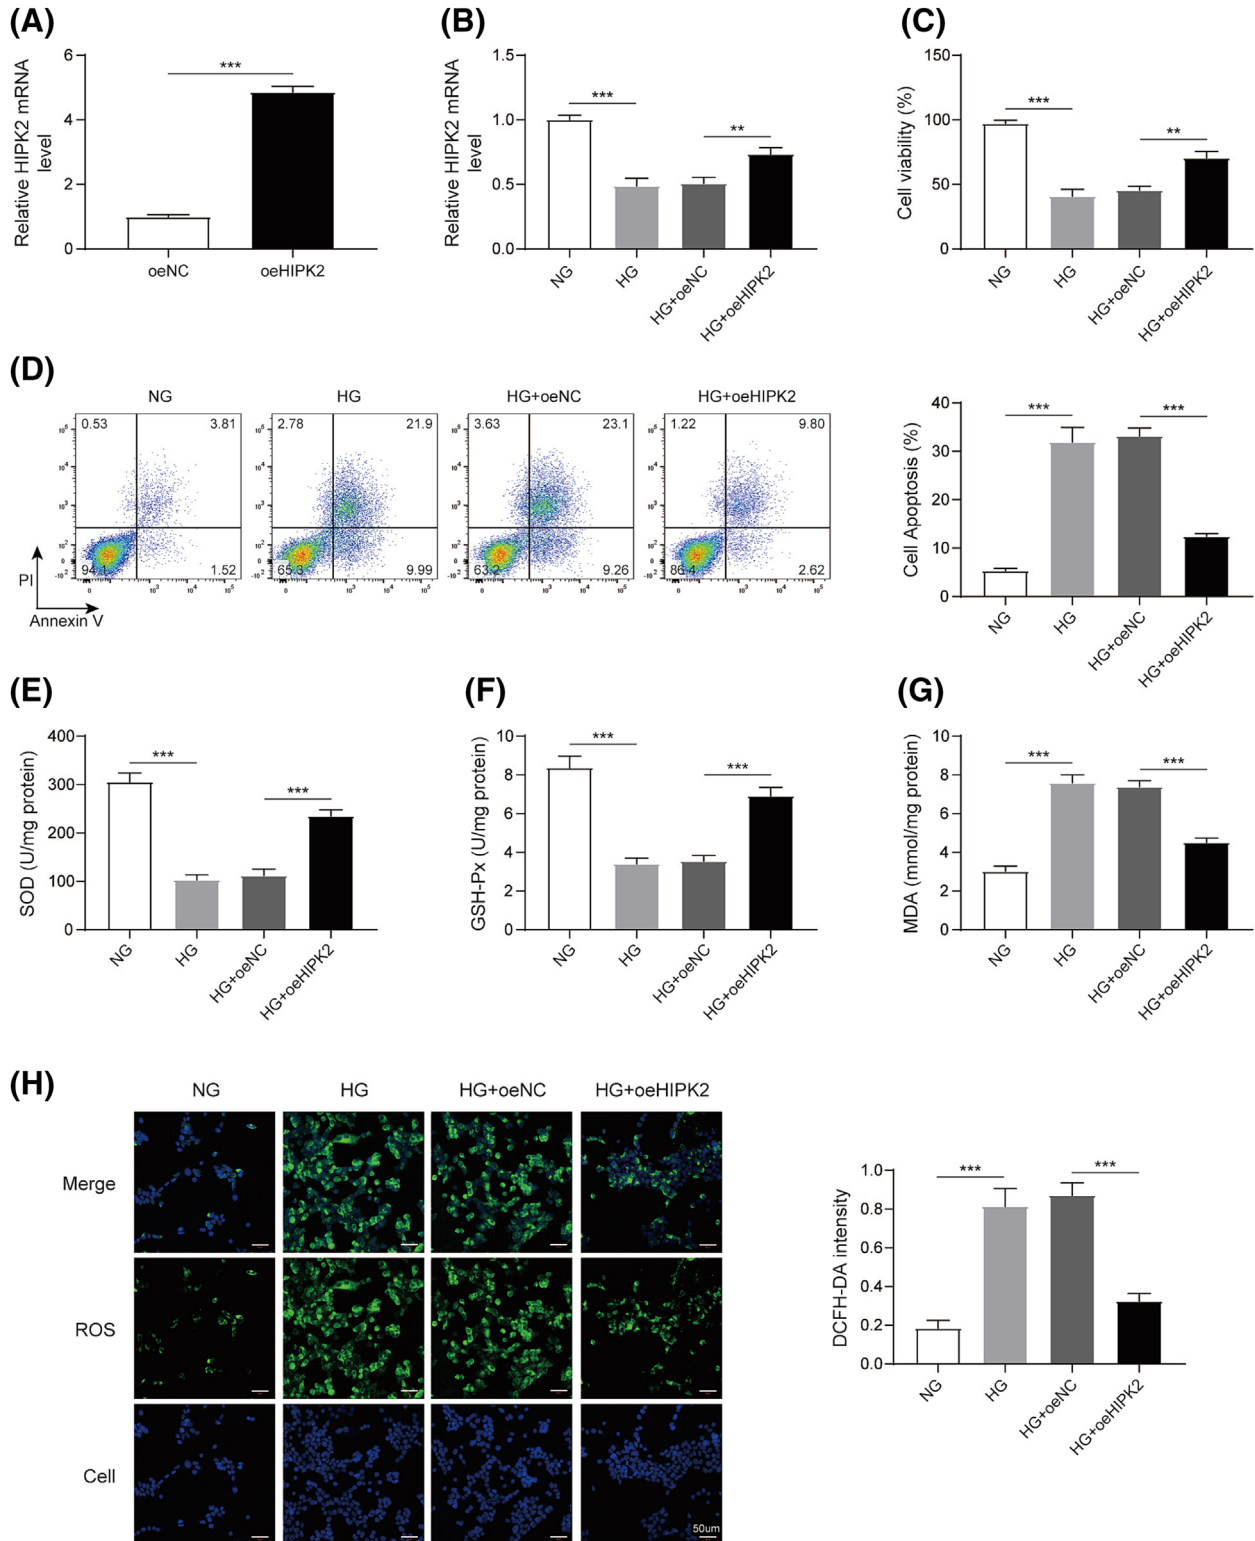 (A)
Relative HIPK2 mRNA
level
6
4
2
0
***
oeNC
oeHIPK2
(B)
Relative HIPK2 mRNA
level
1.5
1.0
0.5
0.0
***
**
NG
HG
HG+oeNC
HG+oeHIPK2
(C)
Cell viability (%)
150
100
50
0
***
**
NG
HG
HG+oeNC
HG+oeHIPK2
(D)
NG
HG
HG+oeNC
HG+oeHIPK2
0.53
3.81
1.52
2.78
21.9
9.99
3.63
23.1
63.2
9.26
1.22
9.80
86.4
2.62
PI
Annexin V
Cell Apoptosis (%)
40
30
20
10
0
***
***
NG
HG
HG+oeNC
HG+oeHIPK2
(E)
SOD (U/mg protein)
400
300
200
100
0
***
***
NG
HG
HG+oeNC
HG+oeHIPK2
(F)
GSH-Px (U/mg protein)
10
8
6
4
2
0
***
***
NG
HG
HG+oeNC
HG+oeHIPK2
(G)
MDA (mmol/mg protein)
10
8
6
4
2
0
***
***
NG
HG
HG+oeNC
HG+oeHIPK2
(H)
NG
HG
HG+oeNC
HG+oeHIPK2
Merge
ROS
Cell
50um
DCFH-DA intensity
1.0
0.8
0.6
0.4
0.2
0.0
***
***
NG
HG
HG+oeNC
HG+oeHIPK2